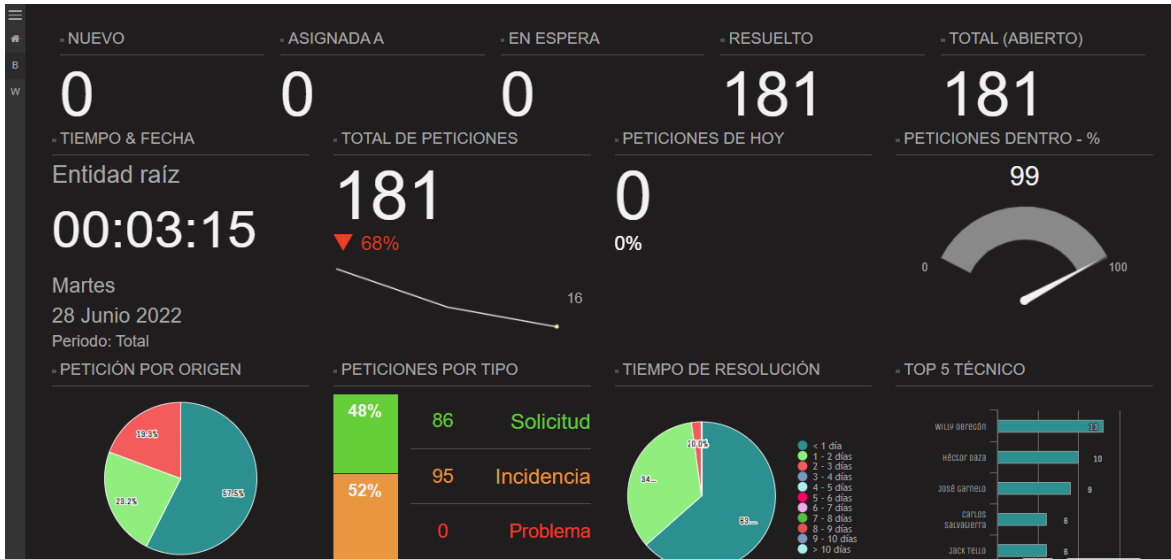 NUEVO
ASIGNADA A
EN ESPERA
RESUELTO
TOTAL (ABIERTO)
B
W
0
0
0
181
181
TIEMPO & FECHA
TOTAL DE PETICIONES
PETICIONES DE HOY
PETICIONES DENTRO - %
Entidad raíz
00:03:15
Martes
28 Junio 2022
Periodo: Total
181
68%
16
0
0%
99
0
100
PETICIÓN POR ORIGEN
PETICIONES POR TIPO
TIEMPO DE RESOLUCIÓN
TOP 5 TÉCNICO
19.3%
23.2%
57.5%
48%
52%
86 Solicitud
95 Incidencia
0 Problema
20.0%
34...
63...
< 1 día
1 - 2 días
2 - 3 días
3 - 4 días
4 - 5 días
5 - 6 días
6 - 7 días
7 - 8 días
8 - 9 días
9 - 10 días
> 10 días
Willy Obregón 13
Héctor Daza 10
José Garnelo 9
Carlos
Salvatierra 6
Jack Tello 6